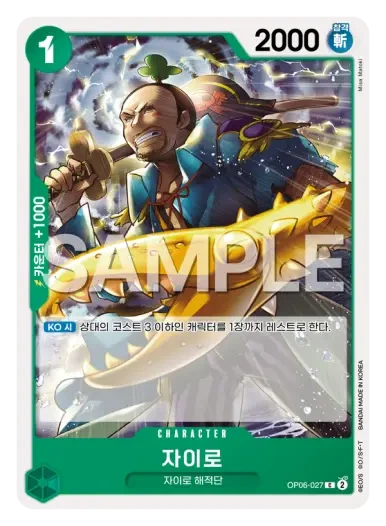 1
2000
참격
斬
Misa Matoki
카운터 +1000
SAMPLE
KO 시 상대의 코스트 3 이하인 캐릭터를 1장까지 레스트로 한다.
CHARACTER
자이로
자이로 해적단
OP06-027 C 2
©E.O/S ©O/S·F·T BANDAI MADE IN KOREA